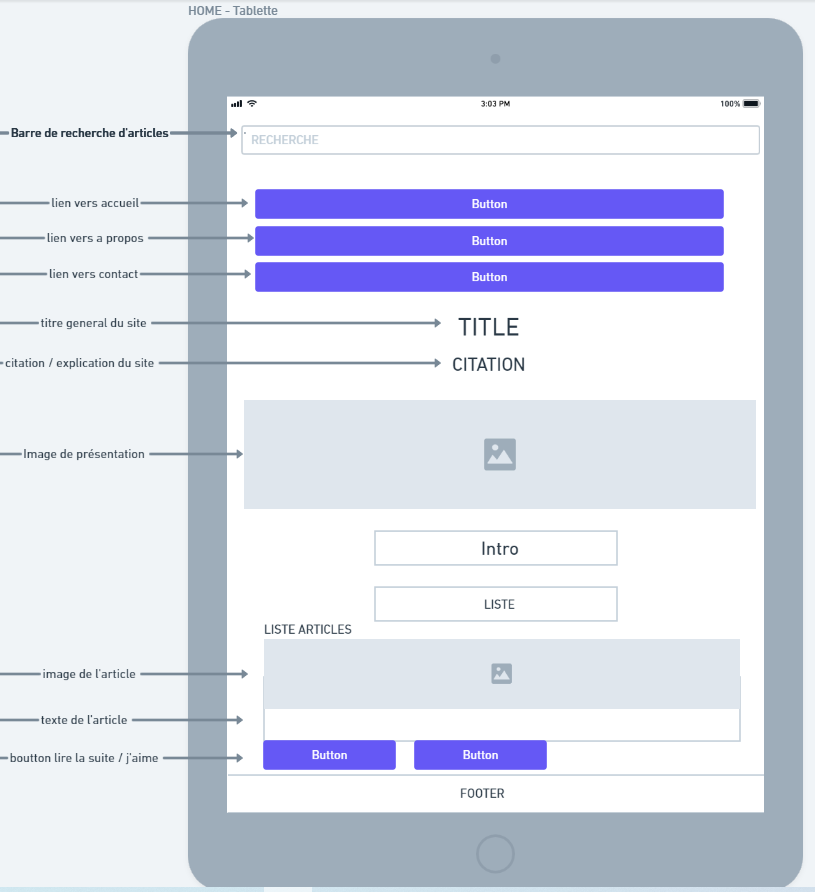 HOME - Tablette
3:03 PM
100%
Barre de recherche d'articles
RECHERCHE
lien vers accueil
Button
lien vers a propos
Button
lien vers contact
Button
titre general du site
TITLE
citation / explication du site
CITATION
Image de présentation
Intro
LISTE
LISTE ARTICLES
image de l'article
texte de l'article
boutton lire la suite / j'aime
Button
Button
FOOTER